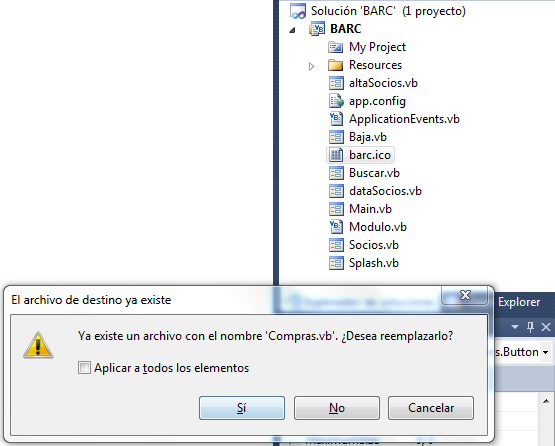 Solución 'BARC' (1 proyecto)
BARC
My Project
Resources
altaSocios.vb
app.config
ApplicationEvents.vb
Baja.vb
barc.ico
Buscar.vb
dataSocios.vb
Main.vb
Modulo.vb
Socios.vb
Splash.vb
El archivo de destino ya existe
Explorer
Ya existe un archivo con el nombre 'Compras.vb'. ¿Desea reemplazarlo?
s.Button
Aplicar a todos los elementos
Sí No Cancelar